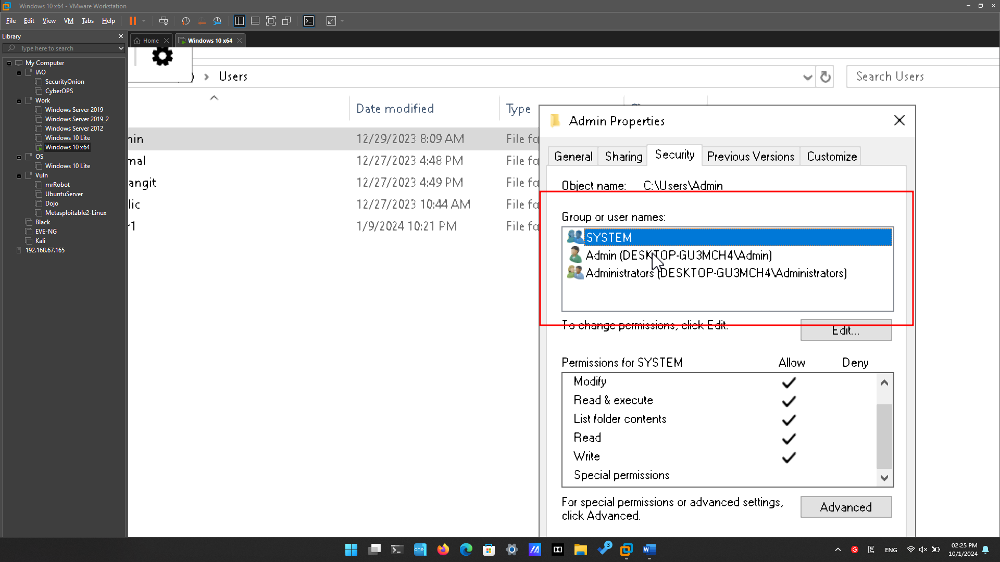 Windows 10 x64 - VMware Workstation
File Edit View VM Tabs Help
Library
Home
Windows 10 x64
Type here to search
My Computer
IAO
SecurityOnion
CyberOPS
Work
Windows Server 2019
Windows Server 2019_2
Windows Server 2012
Windows 10 Lite
Windows 10 x64
OS
Windows 10 Lite
Vuln
mrRobot
UbuntuServer
Dojo
Metasploitable2-Linux
Black
EVE-NG
Kali
192.168.67.165
) > Users
Search Users
Date modified
Type
nin 12/29/2023 8:09 AM File fo
mal 12/27/2023 4:48 PM File fo
angit 12/27/2023 4:49 PM File fo
lic 12/27/2023 10:44 AM File fo
r1 1/9/2024 10:21 PM File fo
Admin Properties
General Sharing Security Previous Versions Customize
Object name: C:\Users\Admin
Group or user names:
SYSTEM
Admin (DESKTOP-GU3MCH4\Admin)
Administrators (DESKTOP-GU3MCH4\Administrators)
To change permissions, click Edit.
Edit...
Permissions for SYSTEM Allow Deny
Modify
Read & execute
List folder contents
Read
Write
Special permissions
For special permissions or advanced settings,
click Advanced.
Advanced
one
3
W
G
E
ENG
02:25 PM
10/1/2024